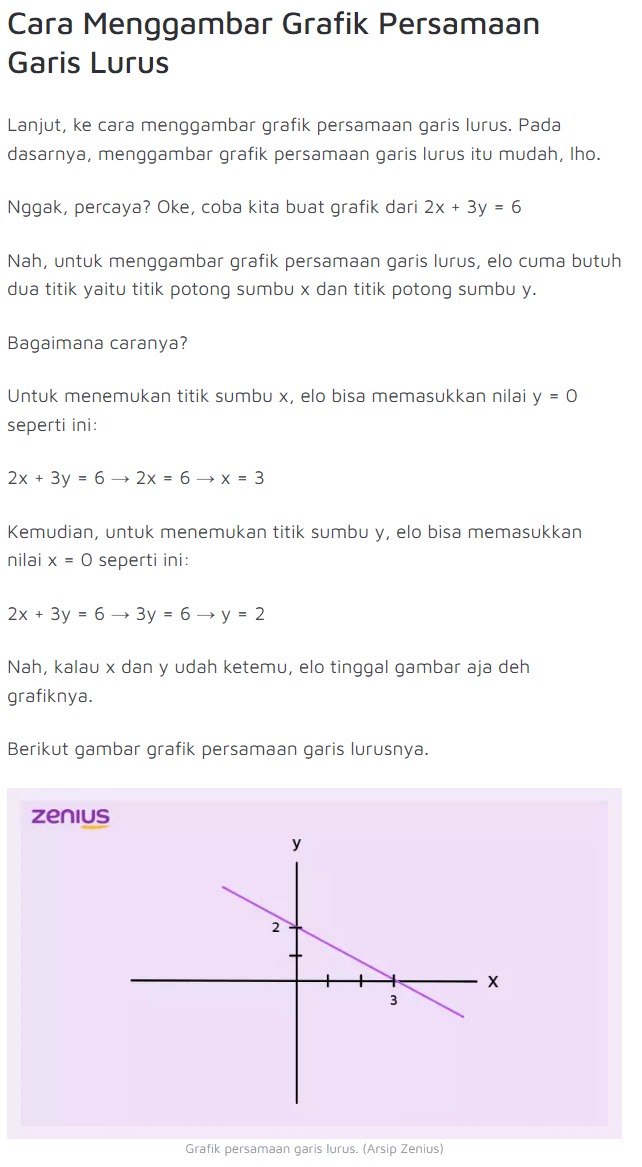 Cara Menggambar Grafik Persamaan
Garis Lurus
Lanjut, ke cara menggambar grafik persamaan garis lurus. Pada
dasarnya, menggambar grafik persamaan garis lurus itu mudah, lho.
Nggak, percaya? Oke, coba kita buat grafik dari 2x + 3y = 6
Nah, untuk menggambar grafik persamaan garis lurus, elo cuma butuh
dua titik yaitu titik potong sumbu x dan titik potong sumbu y.
Bagaimana caranya?
Untuk menemukan titik sumbu x, elo bisa memasukkan nilai y = 0
seperti ini:
2x + 3y = 6 → 2x = 6 → x = 3
Kemudian, untuk menemukan titik sumbu y, elo bisa memasukkan
nilai x = 0 seperti ini:
2x + 3y = 6 → 3y = 6 → y = 2
Nah, kalau x dan y udah ketemu, elo tinggal gambar aja deh
grafiknya.
Berikut gambar grafik persamaan garis lurusnya.
zenius
y
2
x
3
Grafik persamaan garis lurus. (Arsip Zenius)